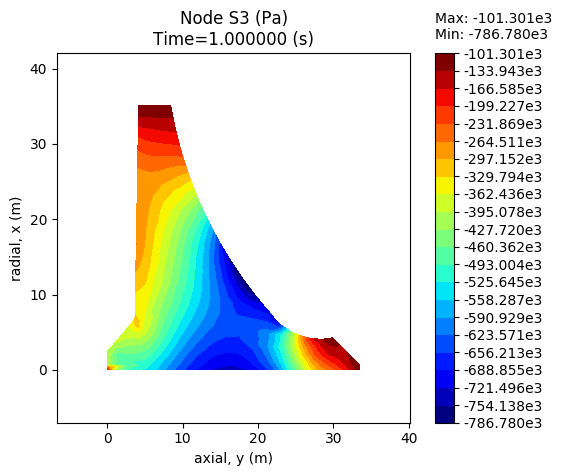 Node S3 (Pa)
Time=1.000000 (s)
Max: -101.301e3
Min: -786.780e3
-101.301e3
-133.943e3
-166.585e3
-199.227e3
-231.869e3
-264.511e3
-297.152e3
-329.794e3
-362.436e3
-395.078e3
-427.720e3
-460.362e3
-493.004e3
-525.645e3
-558.287e3
-590.929e3
-623.571e3
-656.213e3
-688.855e3
-721.496e3
-754.138e3
-786.780e3
radial, x (m)
40
30
20
10
0
0 10 20 30 40
axial, y (m)